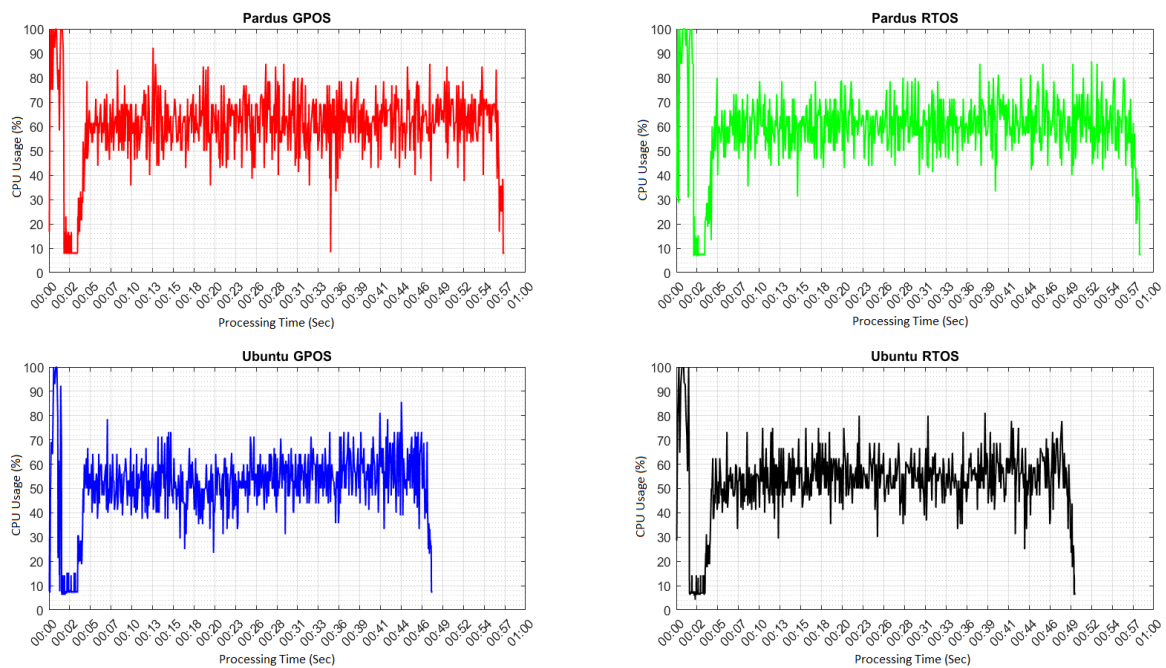 Pardus GPOS
CPU Usage (%)
100
90
80
70
60
50
40
30
20
10
0
00:00 00:02 00:05 00:07 00:10 00:13 00:15 00:18 00:20 00:23 00:26 00:28 00:31 00:33 00:36 00:39 00:41 00:44 00:46 00:49 00:52 00:54 00:57 01:00
Processing Time (Sec)
Pardus RTOS
CPU Usage (%)
100
90
80
70
60
50
40
30
20
10
0
00:00 00:02 00:05 00:07 00:10 00:13 00:15 00:18 00:20 00:23 00:26 00:28 00:31 00:33 00:36 00:39 00:41 00:44 00:46 00:49 00:52 00:54 00:57 01:00
Processing Time (Sec)
Ubuntu GPOS
CPU Usage (%)
100
90
80
70
60
50
40
30
20
10
0
00:00 00:02 00:05 00:07 00:10 00:13 00:15 00:18 00:20 00:23 00:26 00:28 00:31 00:33 00:36 00:39 00:41 00:44 00:46 00:49 00:52 00:54 00:57 01:00
Processing Time (Sec)
Ubuntu RTOS
CPU Usage (%)
100
90
80
70
60
50
40
30
20
10
0
00:00 00:02 00:05 00:07 00:10 00:13 00:15 00:18 00:20 00:23 00:26 00:28 00:31 00:33 00:36 00:39 00:41 00:44 00:46 00:49 00:52 00:54 00:57 01:00
Processing Time (Sec)